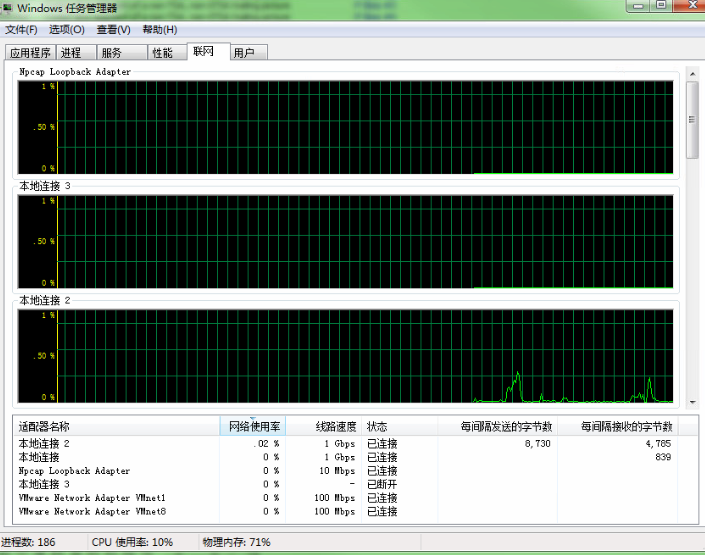 Windows 任务管理器
文件(F) 选项(O) 查看(V) 帮助(H)
应用程序 进程 服务 性能 联网 用户
Npcap Loopback Adapter
1 %
.50 %
0 %
本地连接 3
1 %
.50 %
0 %
本地连接 2
1 %
.50 %
0 %
适配器名称 网络使用率 线路速度 状态 每间隔发送的字节数 每间隔接收的字节数
本地连接 2 .02 % 1 Gbps 已连接 8,730 4,785
本地连接 0 % 1 Gbps 已连接 839
Npcap Loopback Adapter 0 % 10 Mbps 已连接
本地连接 3 0 % - 已断开
VMware Network Adapter VMnet1 0 % 100 Mbps 已连接
VMware Network Adapter VMnet8 0 % 100 Mbps 已连接
进程数: 186 CPU 使用率: 10% 物理内存: 71%